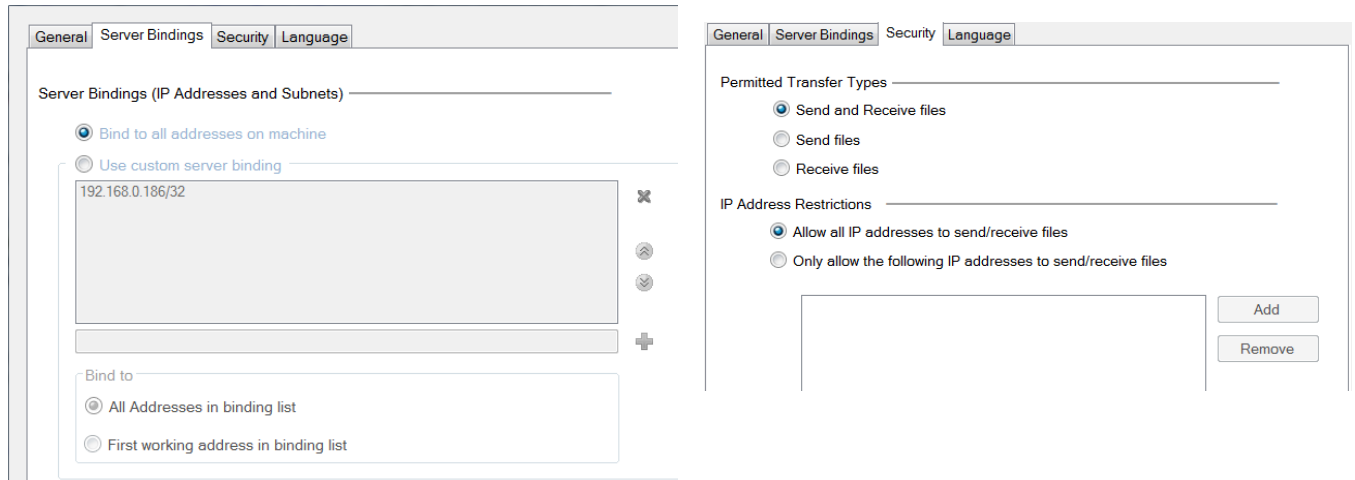 General Server Bindings Security Language
Server Bindings (IP Addresses and Subnets)
Bind to all addresses on machine
Use custom server binding
192.168.0.186/32
Bind to
All Addresses in binding list
First working address in binding list
General Server Bindings Security Language
Permitted Transfer Types
Send and Receive files
Send files
Receive files
IP Address Restrictions
Allow all IP addresses to send/receive files
Only allow the following IP addresses to send/receive files
Add
Remove